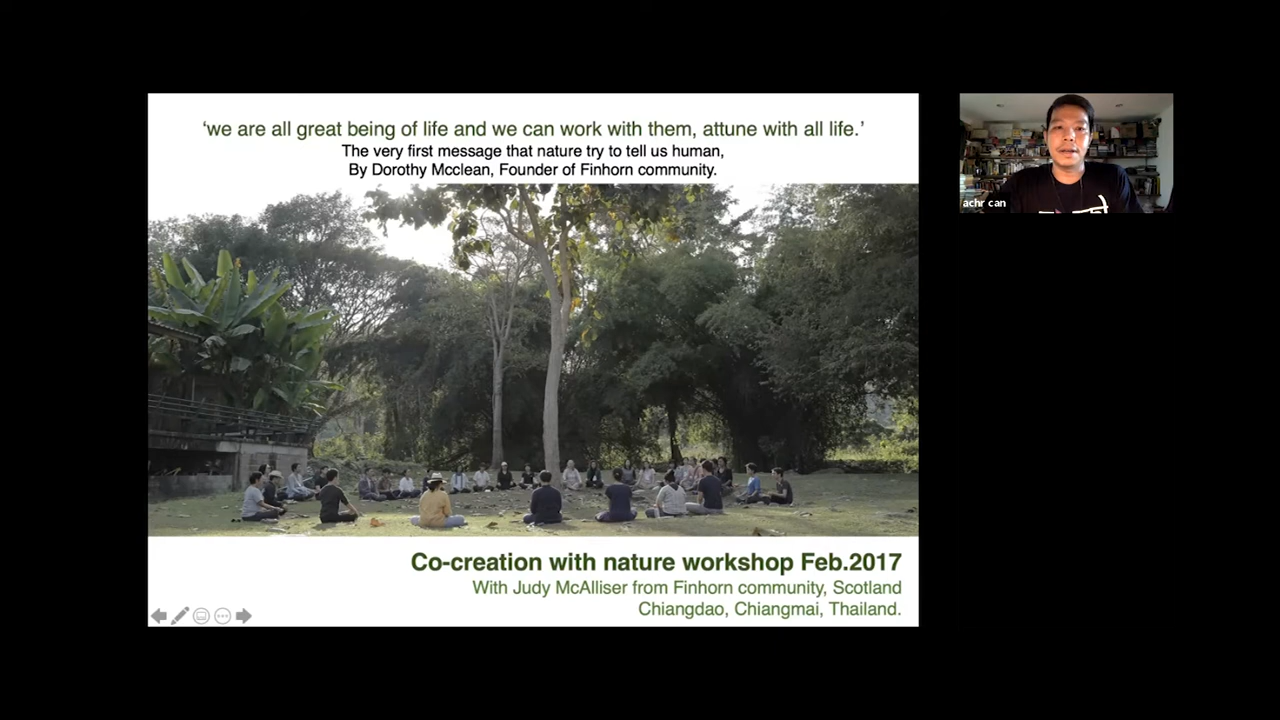 ‘we are all great being of life and we can work with them, attune with all life.’
The very first message that nature try to tell us human,
By Dorothy Mcclean, Founder of Finhorn community.
achr can
Co-creation with nature workshop Feb.2017
With Judy McAlliser from Finhorn community, Scotland
Chiangdao, Chiangmai, Thailand.